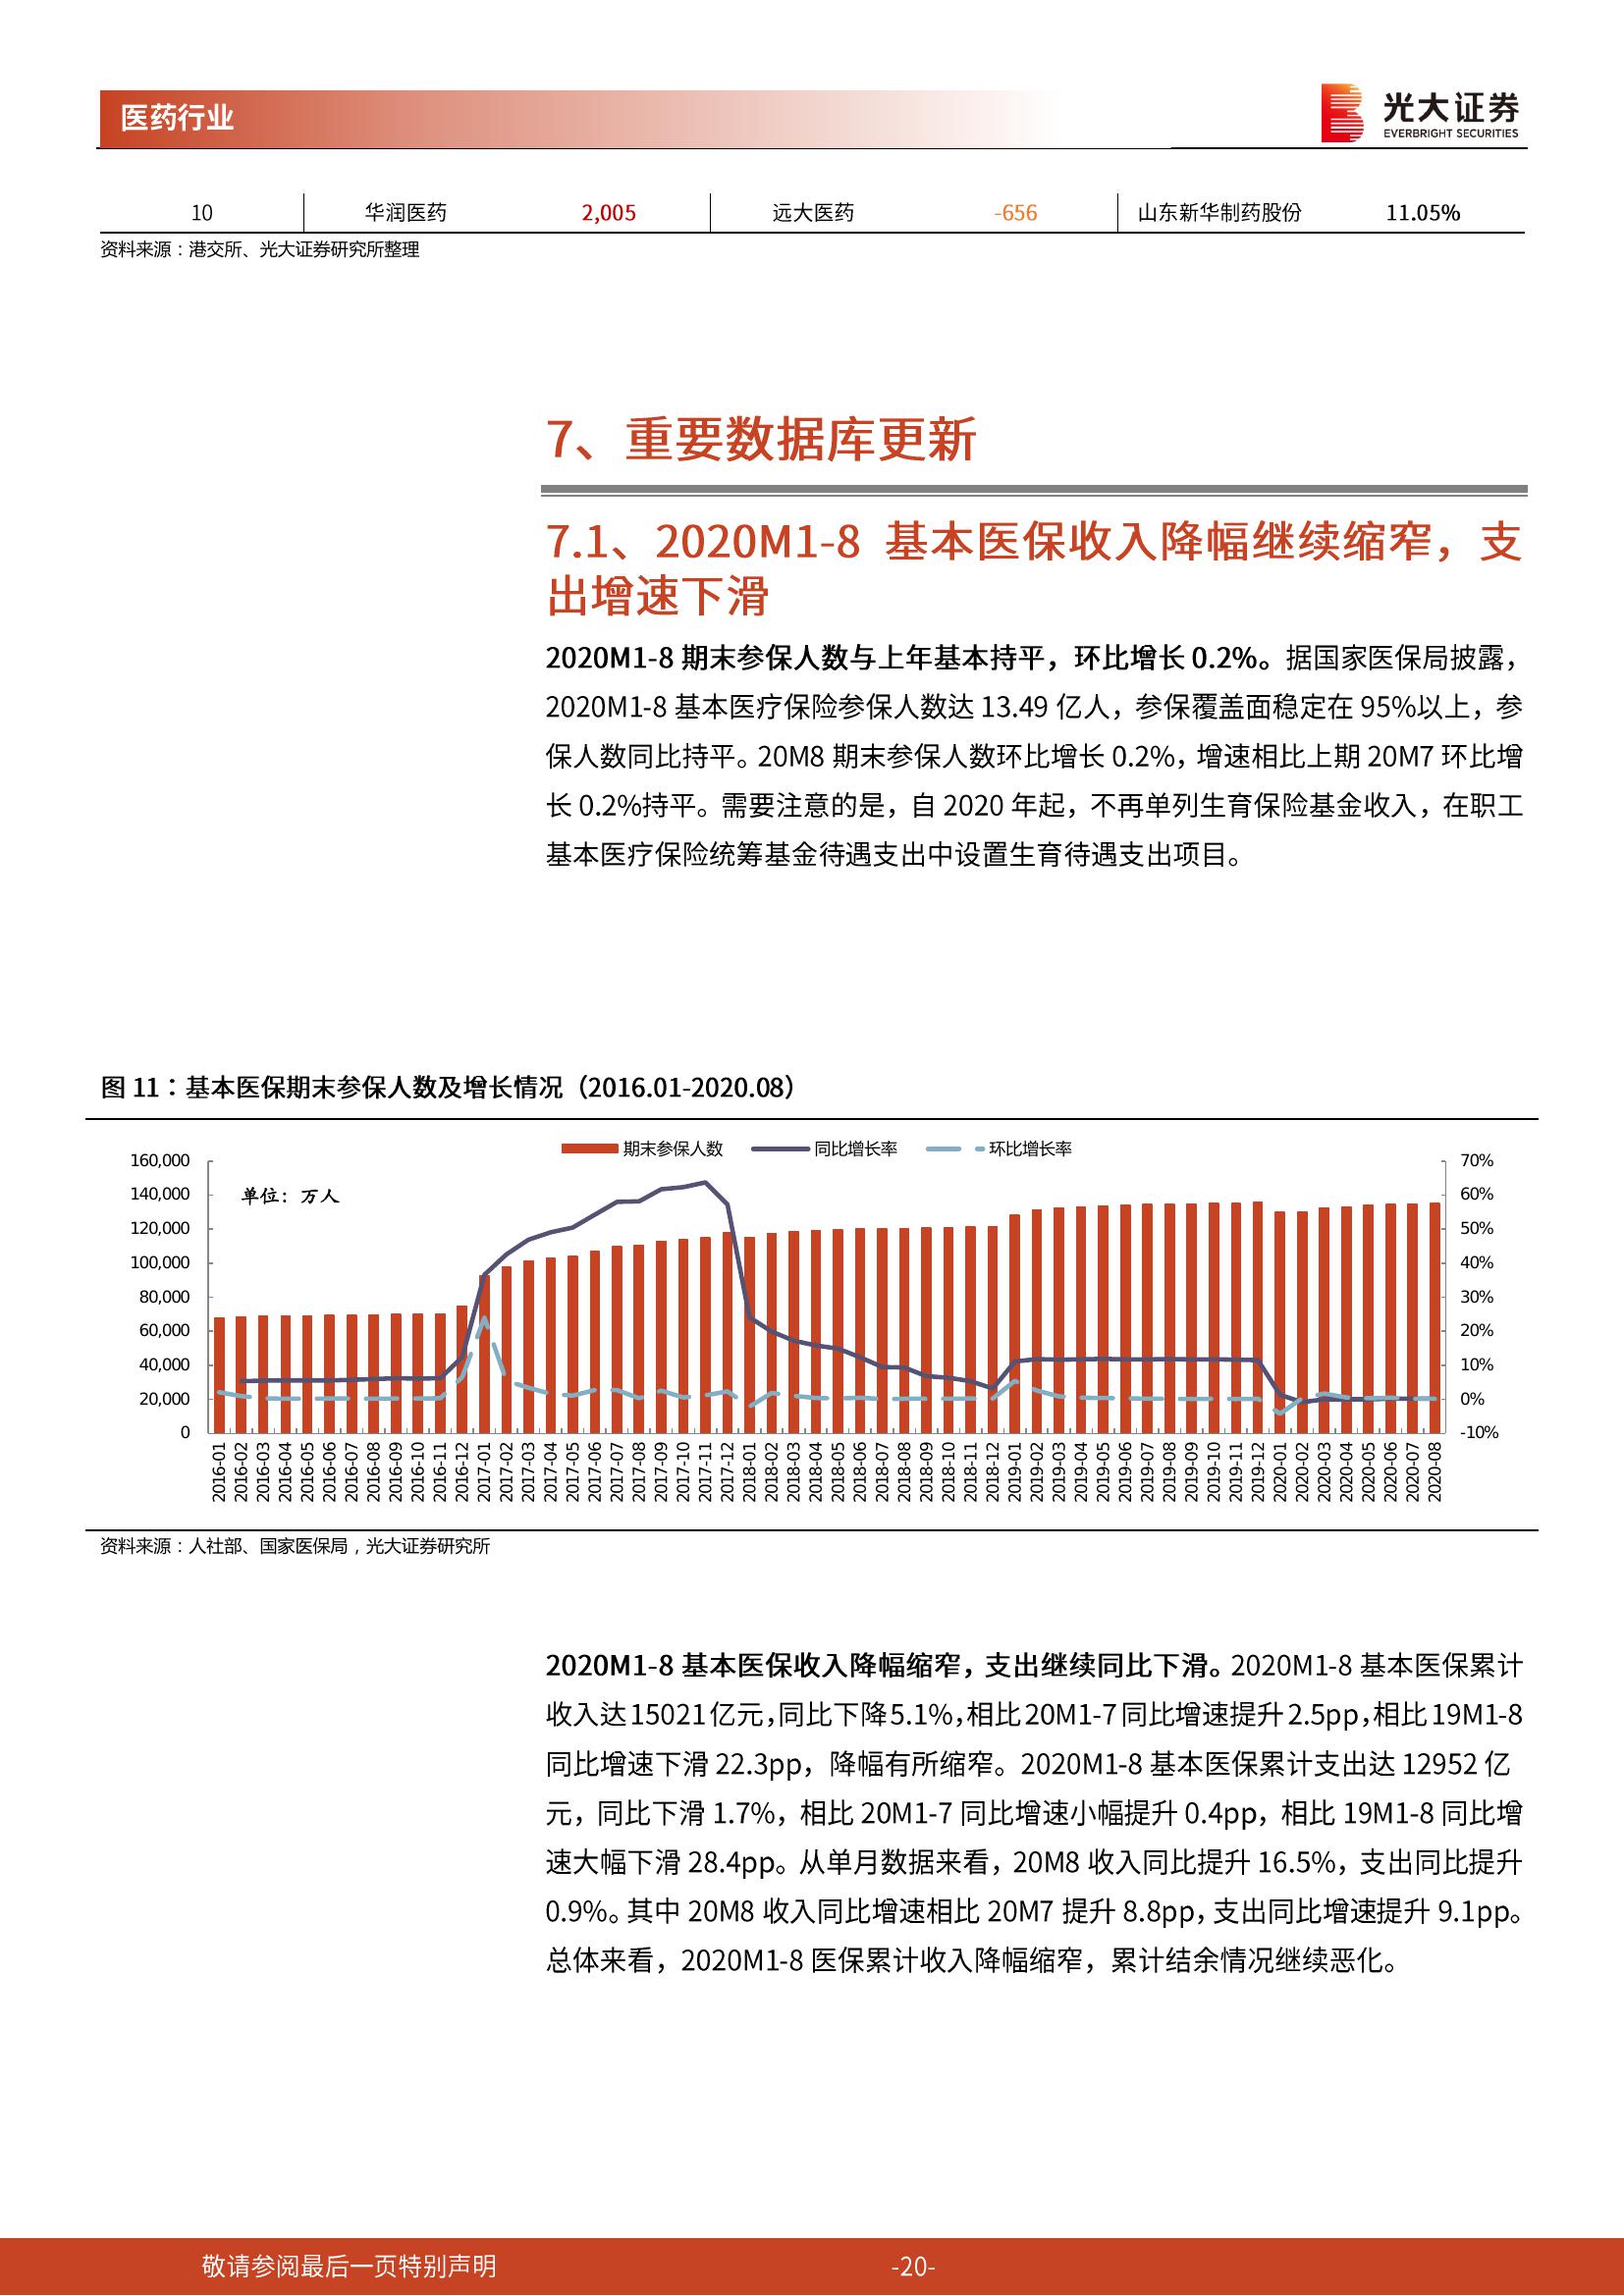 医药行业
光大证券
EVERBRIGHT SECURITIES
10 华润医药 2,005 远大医药 -656 山东新华制药股份 11.05%
资料来源：港交所、光大证券研究所整理
7、重要数据库更新
7.1、2020M1-8 基本医保收入降幅继续缩窄，支
出增速下滑
2020M1-8 期末参保人数与上年基本持平，环比增长 0.2%。据国家医保局披露，
2020M1-8 基本医疗保险参保人数达 13.49 亿人，参保覆盖面稳定在 95%以上，参
保人数同比持平。20M8 期末参保人数环比增长 0.2%，增速相比上期 20M7 环比增
长 0.2%持平。需要注意的是，自 2020 年起，不再单列生育保险基金收入，在职工
基本医疗保险统筹基金待遇支出中设置生育待遇支出项目。
图 11：基本医保期末参保人数及增长情况（2016.01-2020.08）
期末参保人数 同比增长率 环比增长率
单位：万人
160,000
140,000
120,000
100,000
80,000
60,000
40,000
20,000
0
70%
60%
50%
40%
30%
20%
10%
0%
-10%
2016-01 2016-02 2016-03 2016-04 2016-05 2016-06 2016-07 2016-08 2016-09 2016-10 2016-11 2016-12 2017-01 2017-02 2017-03 2017-04 2017-05 2017-06 2017-07 2017-08 2017-09 2017-10 2017-11 2017-12 2018-01 2018-02 2018-03 2018-04 2018-05 2018-06 2018-07 2018-08 2018-09 2018-10 2018-11 2018-12 2019-01 2019-02 2019-03 2019-04 2019-05 2019-06 2019-07 2019-08 2019-09 2019-10 2019-11 2019-12 2020-01 2020-02 2020-03 2020-04 2020-05 2020-06 2020-07 2020-08
资料来源：人社部、国家医保局，光大证券研究所
2020M1-8 基本医保收入降幅缩窄，支出继续同比下滑。2020M1-8 基本医保累计
收入达 15021 亿元，同比下降 5.1%，相比 20M1-7 同比增速提升 2.5pp，相比 19M1-8
同比增速下滑 22.3pp，降幅有所缩窄。2020M1-8 基本医保累计支出达 12952 亿
元，同比下滑 1.7%，相比 20M1-7 同比增速小幅提升 0.4pp，相比 19M1-8 同比增
速大幅下滑 28.4pp。从单月数据来看，20M8 收入同比提升 16.5%，支出同比提升
0.9%。其中 20M8 收入同比增速相比 20M7 提升 8.8pp，支出同比增速提升 9.1pp。
总体来看，2020M1-8 医保累计收入降幅缩窄，累计结余情况继续恶化。
敬请参阅最后一页特别声明 -20-